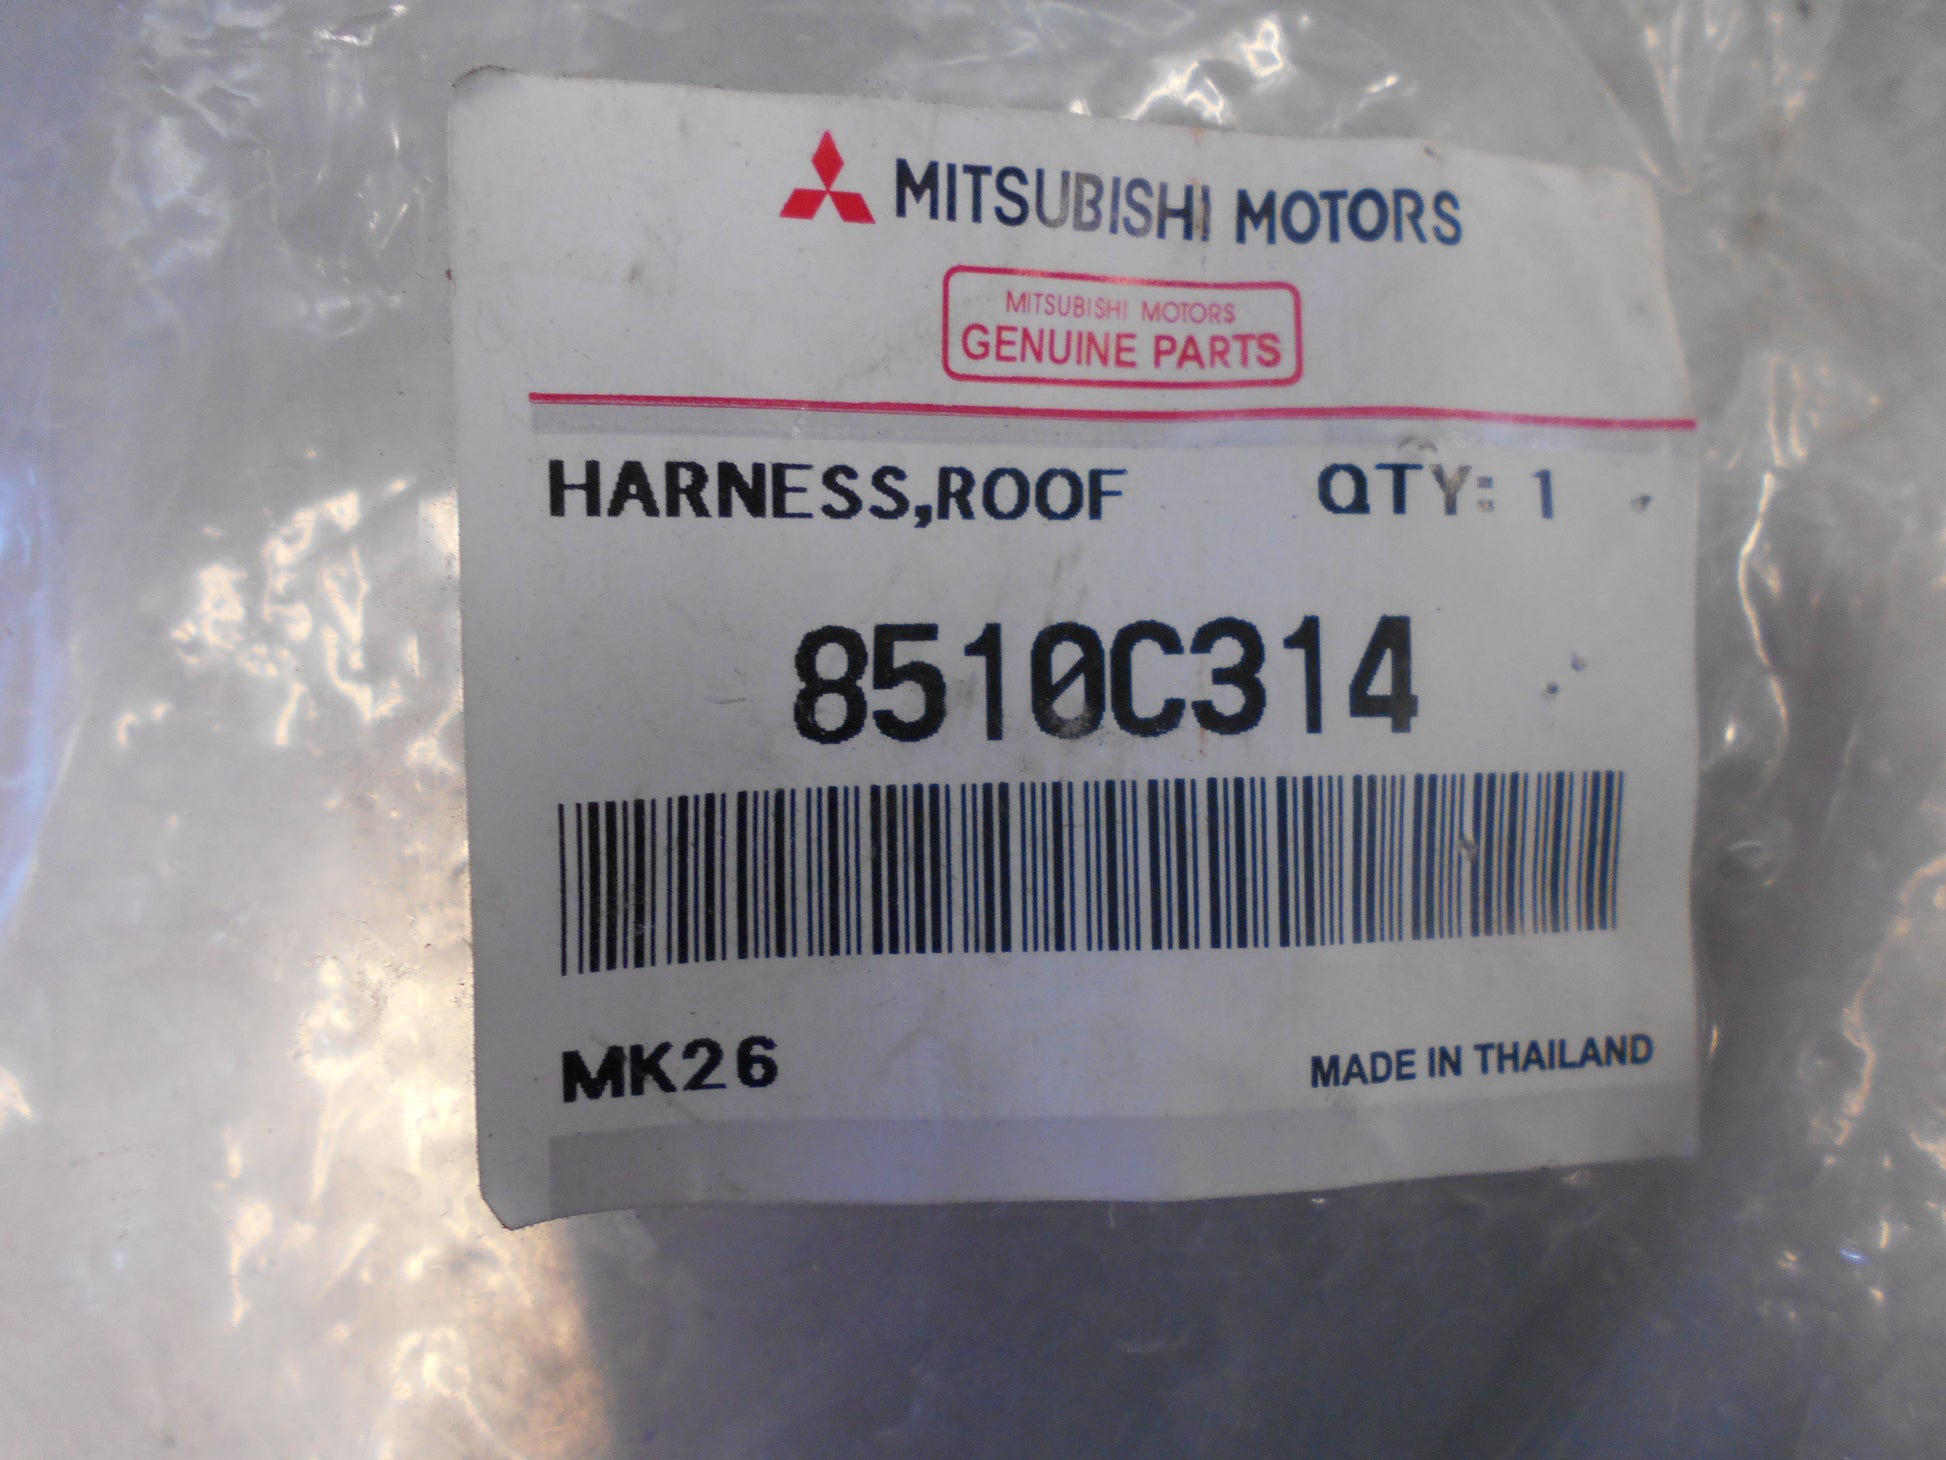 MITSUBISHI MOTORS
MITSUBISHI MOTORS
GENUINE PARTS
HARNESS,ROOF QTY: 1
8510C314
MK26 MADE IN THAILAND